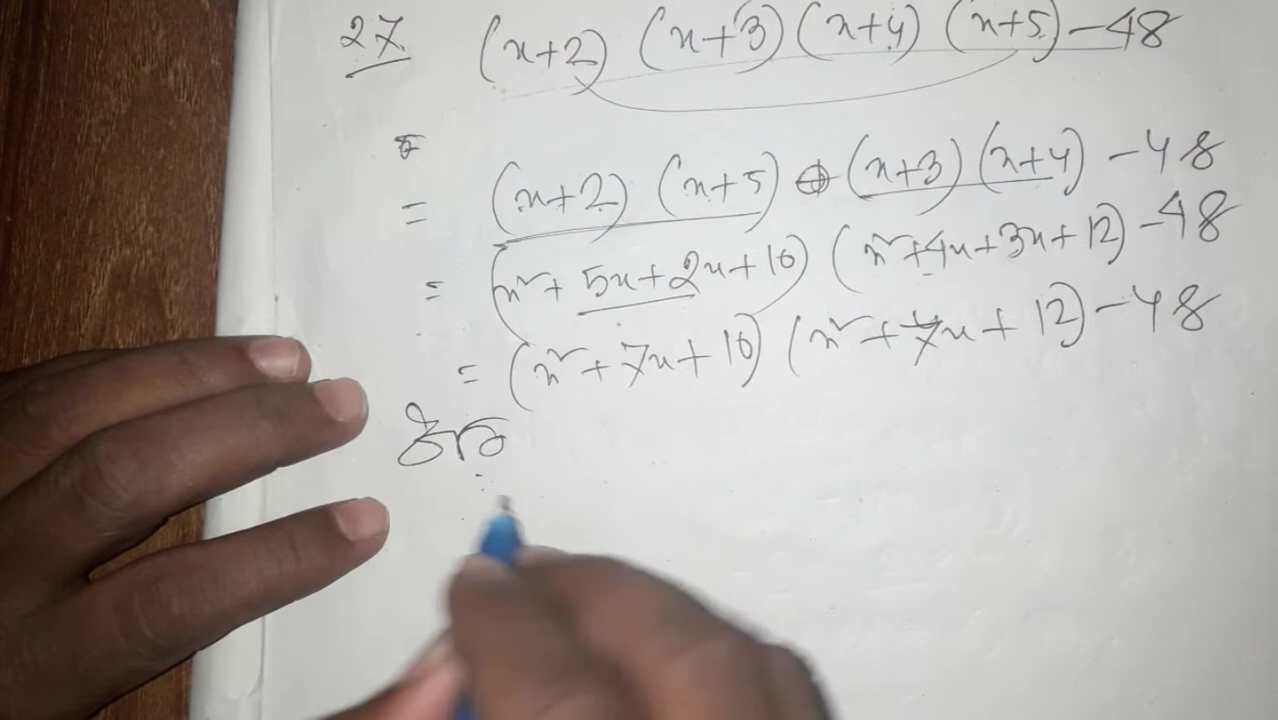 27 (x+2) (x+3) (x+4) (x+5) - 48
= (x+2) (x+5) (x+3) (x+4) - 48
= (x² + 5x + 2x + 10) (x² + 4x + 3x + 12) - 48
= (x² + 7x + 10) (x² + 7x + 12) - 48